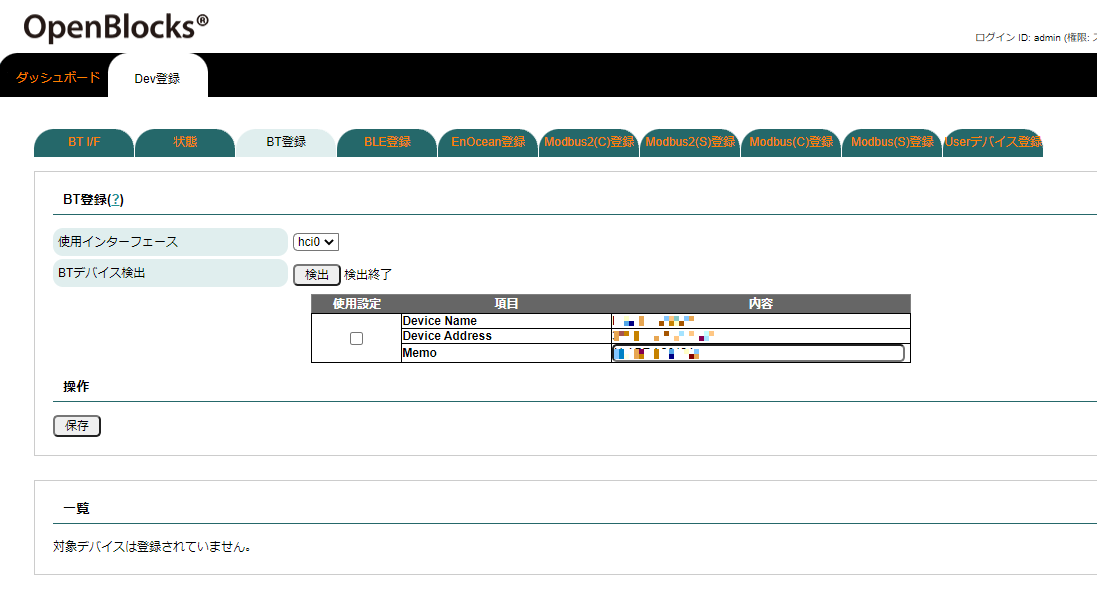 OpenBlocks®
ログイン ID: admin (権限:
ダッシュボード Dev登録
BT I/F 状態 BT登録 BLE登録 EnOcean登録 Modbus2(C)登録 Modbus2(S)登録 Modbus(C)登録 Modbus(S)登録 Userデバイス登録
BT登録(?)
使用インターフェース hci0
BTデバイス検出 検出 検出終了
使用設定 項目 内容
Device Name
Device Address
Memo
操作
保存
一覧
対象デバイスは登録されていません。